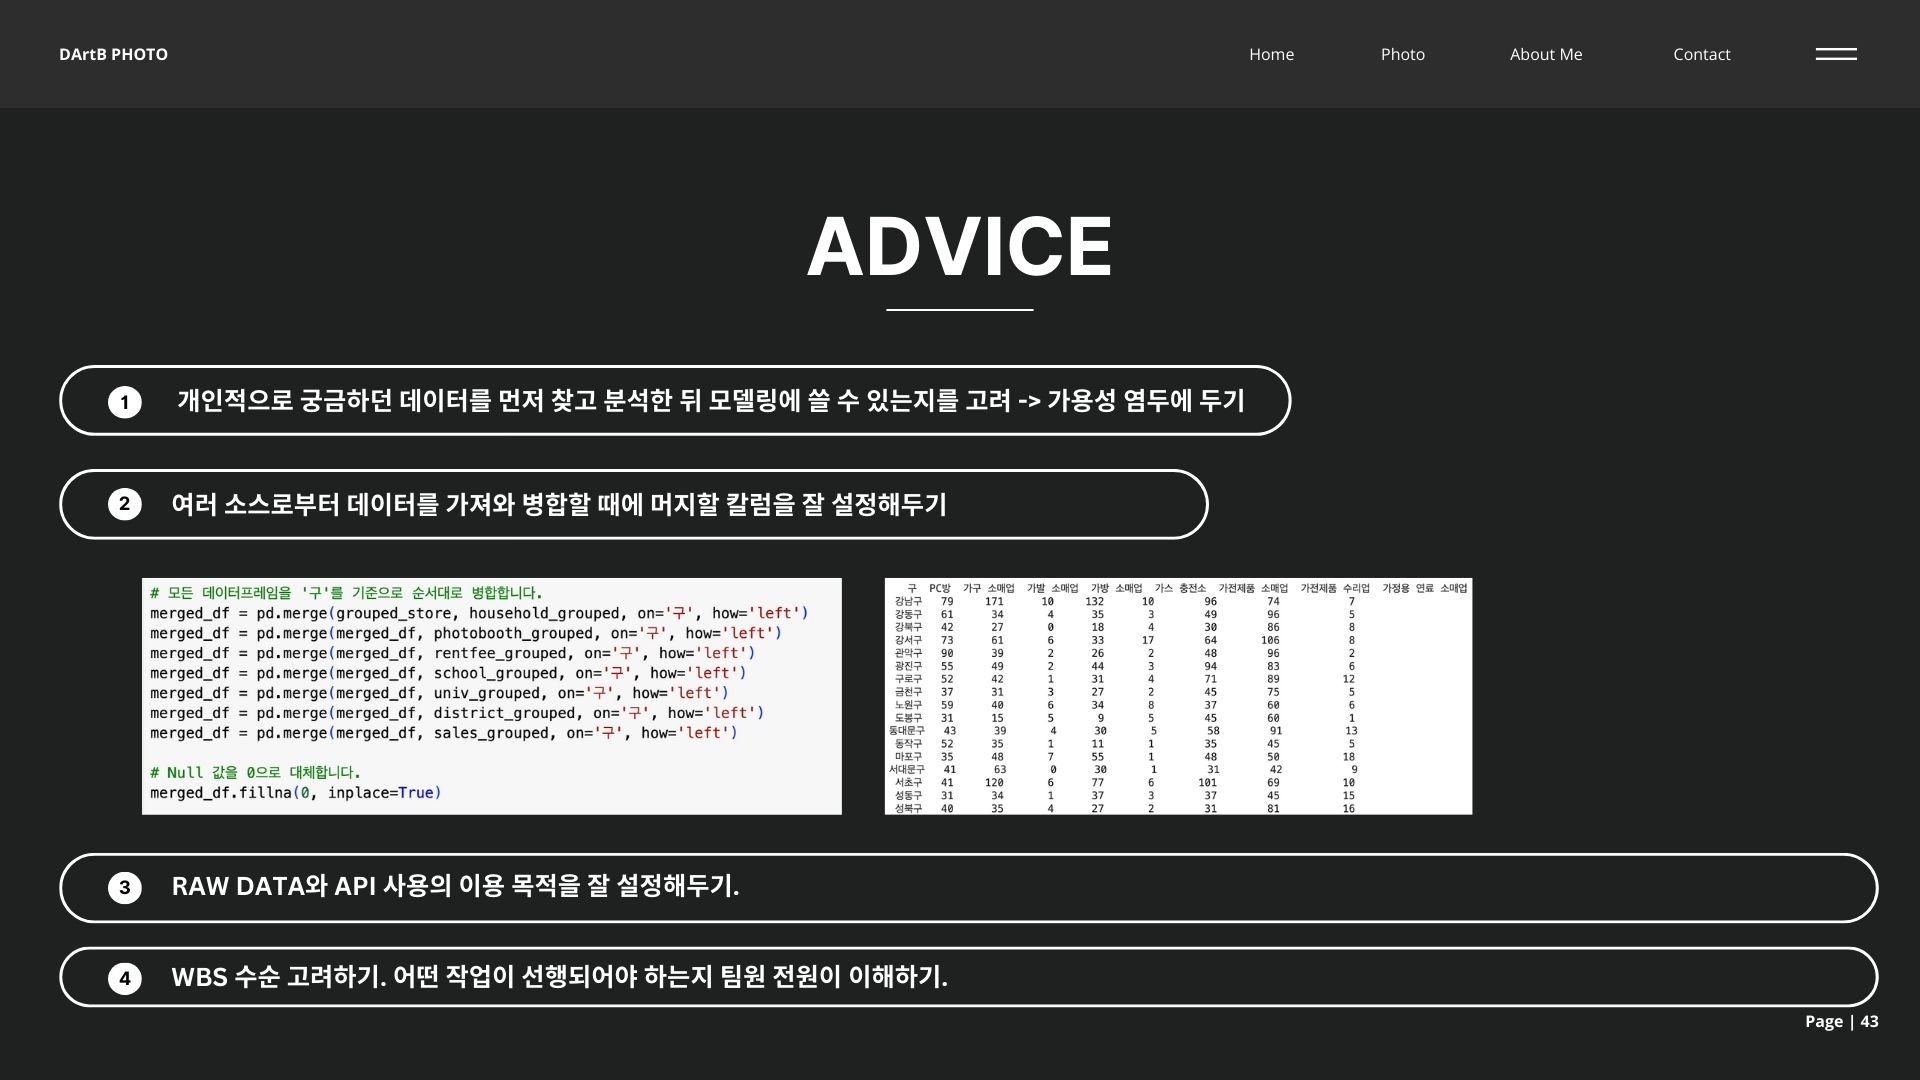 DArtB PHOTO
Home Photo About Me Contact
ADVICE
1 개인적으로 궁금하던 데이터를 먼저 찾고 분석한 뒤 모델링에 쓸 수 있는지를 고려 -> 가용성 염두에 두기
2 여러 소스로부터 데이터를 가져와 병합할 때에 머지할 칼럼을 잘 설정해두기
# 모든 데이터프레임을 '구'를 기준으로 순서대로 병합합니다.
merged_df = pd.merge(grouped_store, household_grouped, on='구', how='left')
merged_df = pd.merge(merged_df, photobooth_grouped, on='구', how='left')
merged_df = pd.merge(merged_df, rentfee_grouped, on='구', how='left')
merged_df = pd.merge(merged_df, school_grouped, on='구', how='left')
merged_df = pd.merge(merged_df, univ_grouped, on='구', how='left')
merged_df = pd.merge(merged_df, district_grouped, on='구', how='left')
merged_df = pd.merge(merged_df, sales_grouped, on='구', how='left')
# Null 값을 0으로 대체합니다.
merged_df.fillna(0, inplace=True)
구 PC방 가구 소매업 가발 소매업 가방 소매업 가스 충전소 가전제품 소매업 가전제품 수리업 가정용 연료 소매업
강남구 79 171 10 132 10 96 74 7
강동구 61 34 4 35 3 49 96 5
강북구 42 27 0 18 4 30 86 8
강서구 73 61 6 33 17 64 106 8
관악구 90 39 2 26 2 48 96 2
광진구 55 49 2 44 3 94 83 6
구로구 52 42 1 31 4 71 89 12
금천구 37 31 3 27 2 45 75 5
노원구 59 40 6 34 8 37 60 6
도봉구 31 15 5 9 5 45 60 1
동대문구 43 39 4 30 5 58 91 13
동작구 52 35 1 11 1 35 45 5
마포구 35 48 7 55 1 48 50 18
서대문구 41 63 0 30 1 31 42 9
서초구 41 120 6 77 6 101 69 10
성동구 31 34 1 37 3 37 45 15
성북구 40 35 4 27 2 31 81 16
3 RAW DATA와 API 사용의 이용 목적을 잘 설정해두기.
4 WBS 수순 고려하기. 어떤 작업이 선행되어야 하는지 팀원 전원이 이해하기.
Page | 43